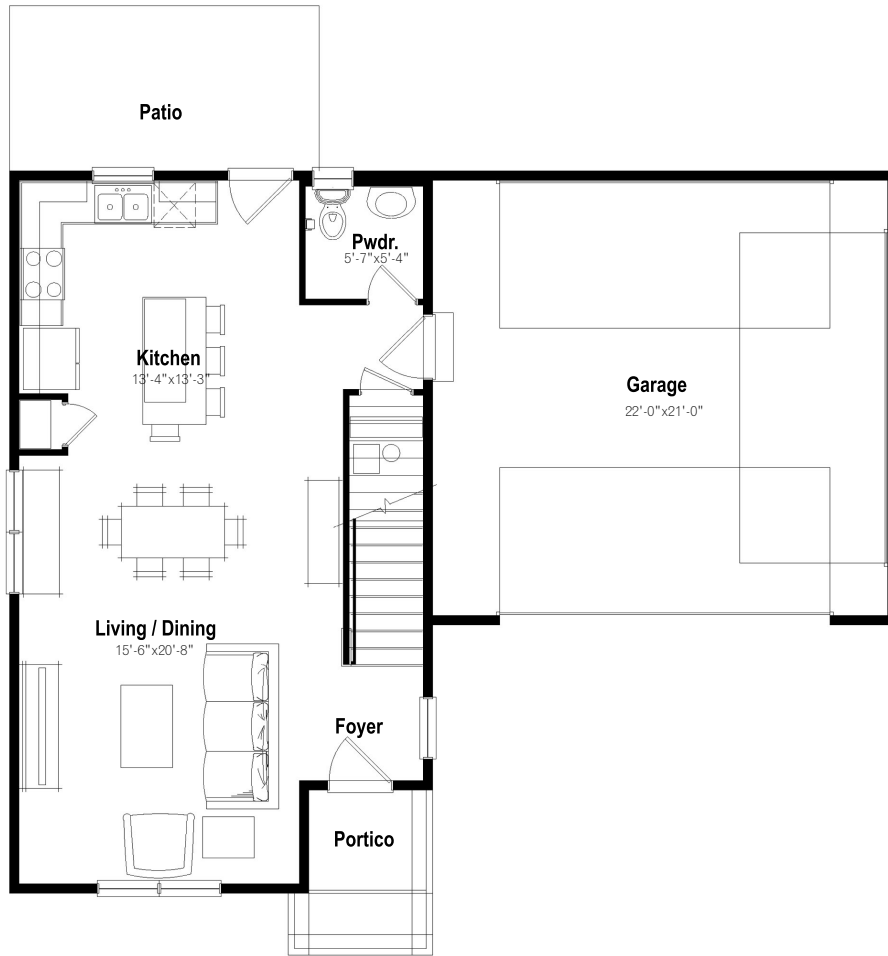 Patio
Pwdr.
5'-7"x5'-4"
Kitchen
13'-4"x13'-3"
Garage
22'-0"x21'-0"
Living / Dining
15'-6"x20'-8"
Foyer
Portico